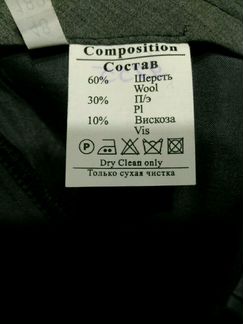 Composition
Состав
60% Шерсть
Wool
30% П/э
Pl
10% Вискоза
Vis
P
Dry Clean only
Только сухая чистка